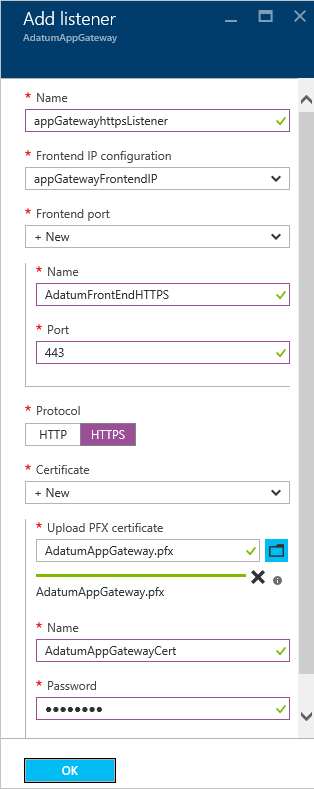 Add listener
AdatumAppGateway
* Name
appGatewayhttpsListener
* Frontend IP configuration
appGatewayFrontendIP
* Frontend port
+ New
* Name
AdatumFrontEndHTTPS
* Port
443
* Protocol
HTTP HTTPS
* Certificate
+ New
* Upload PFX certificate
AdatumAppGateway.pfx
AdatumAppGateway.pfx
* Name
AdatumAppGatewayCert
* Password
••••••••
OK